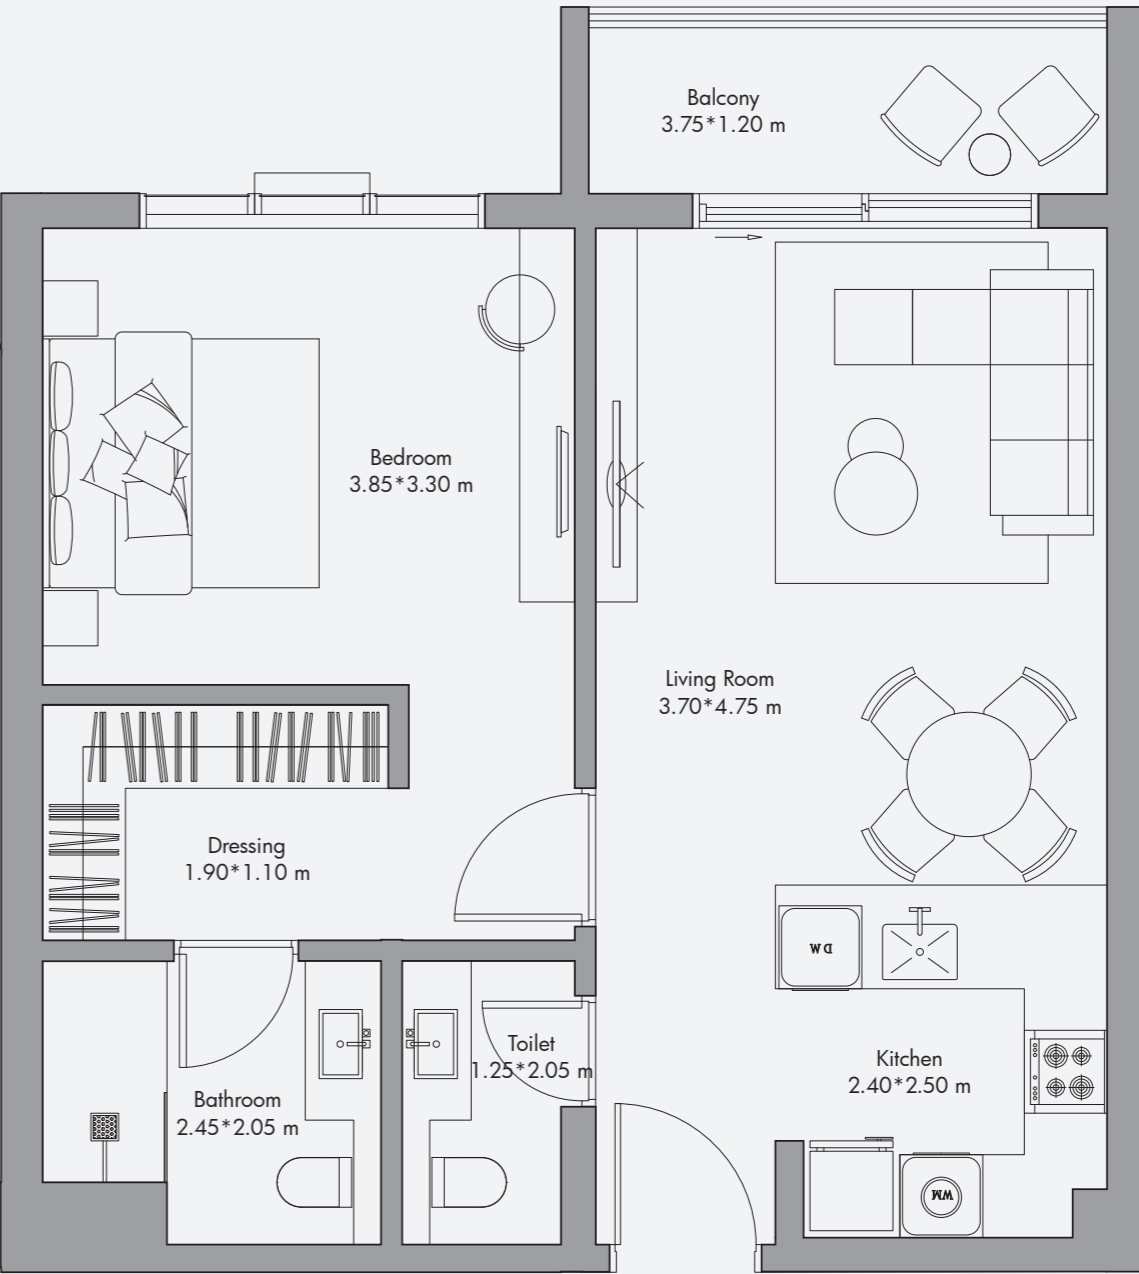 Balcony
3.75*1.20 m
Bedroom
3.85*3.30 m
Living Room
3.70*4.75 m
Dressing
1.90*1.10 m
DW
Toilet
1.25*2.05 m
Kitchen
2.40*2.50 m
Bathroom
2.45*2.05 m
WM